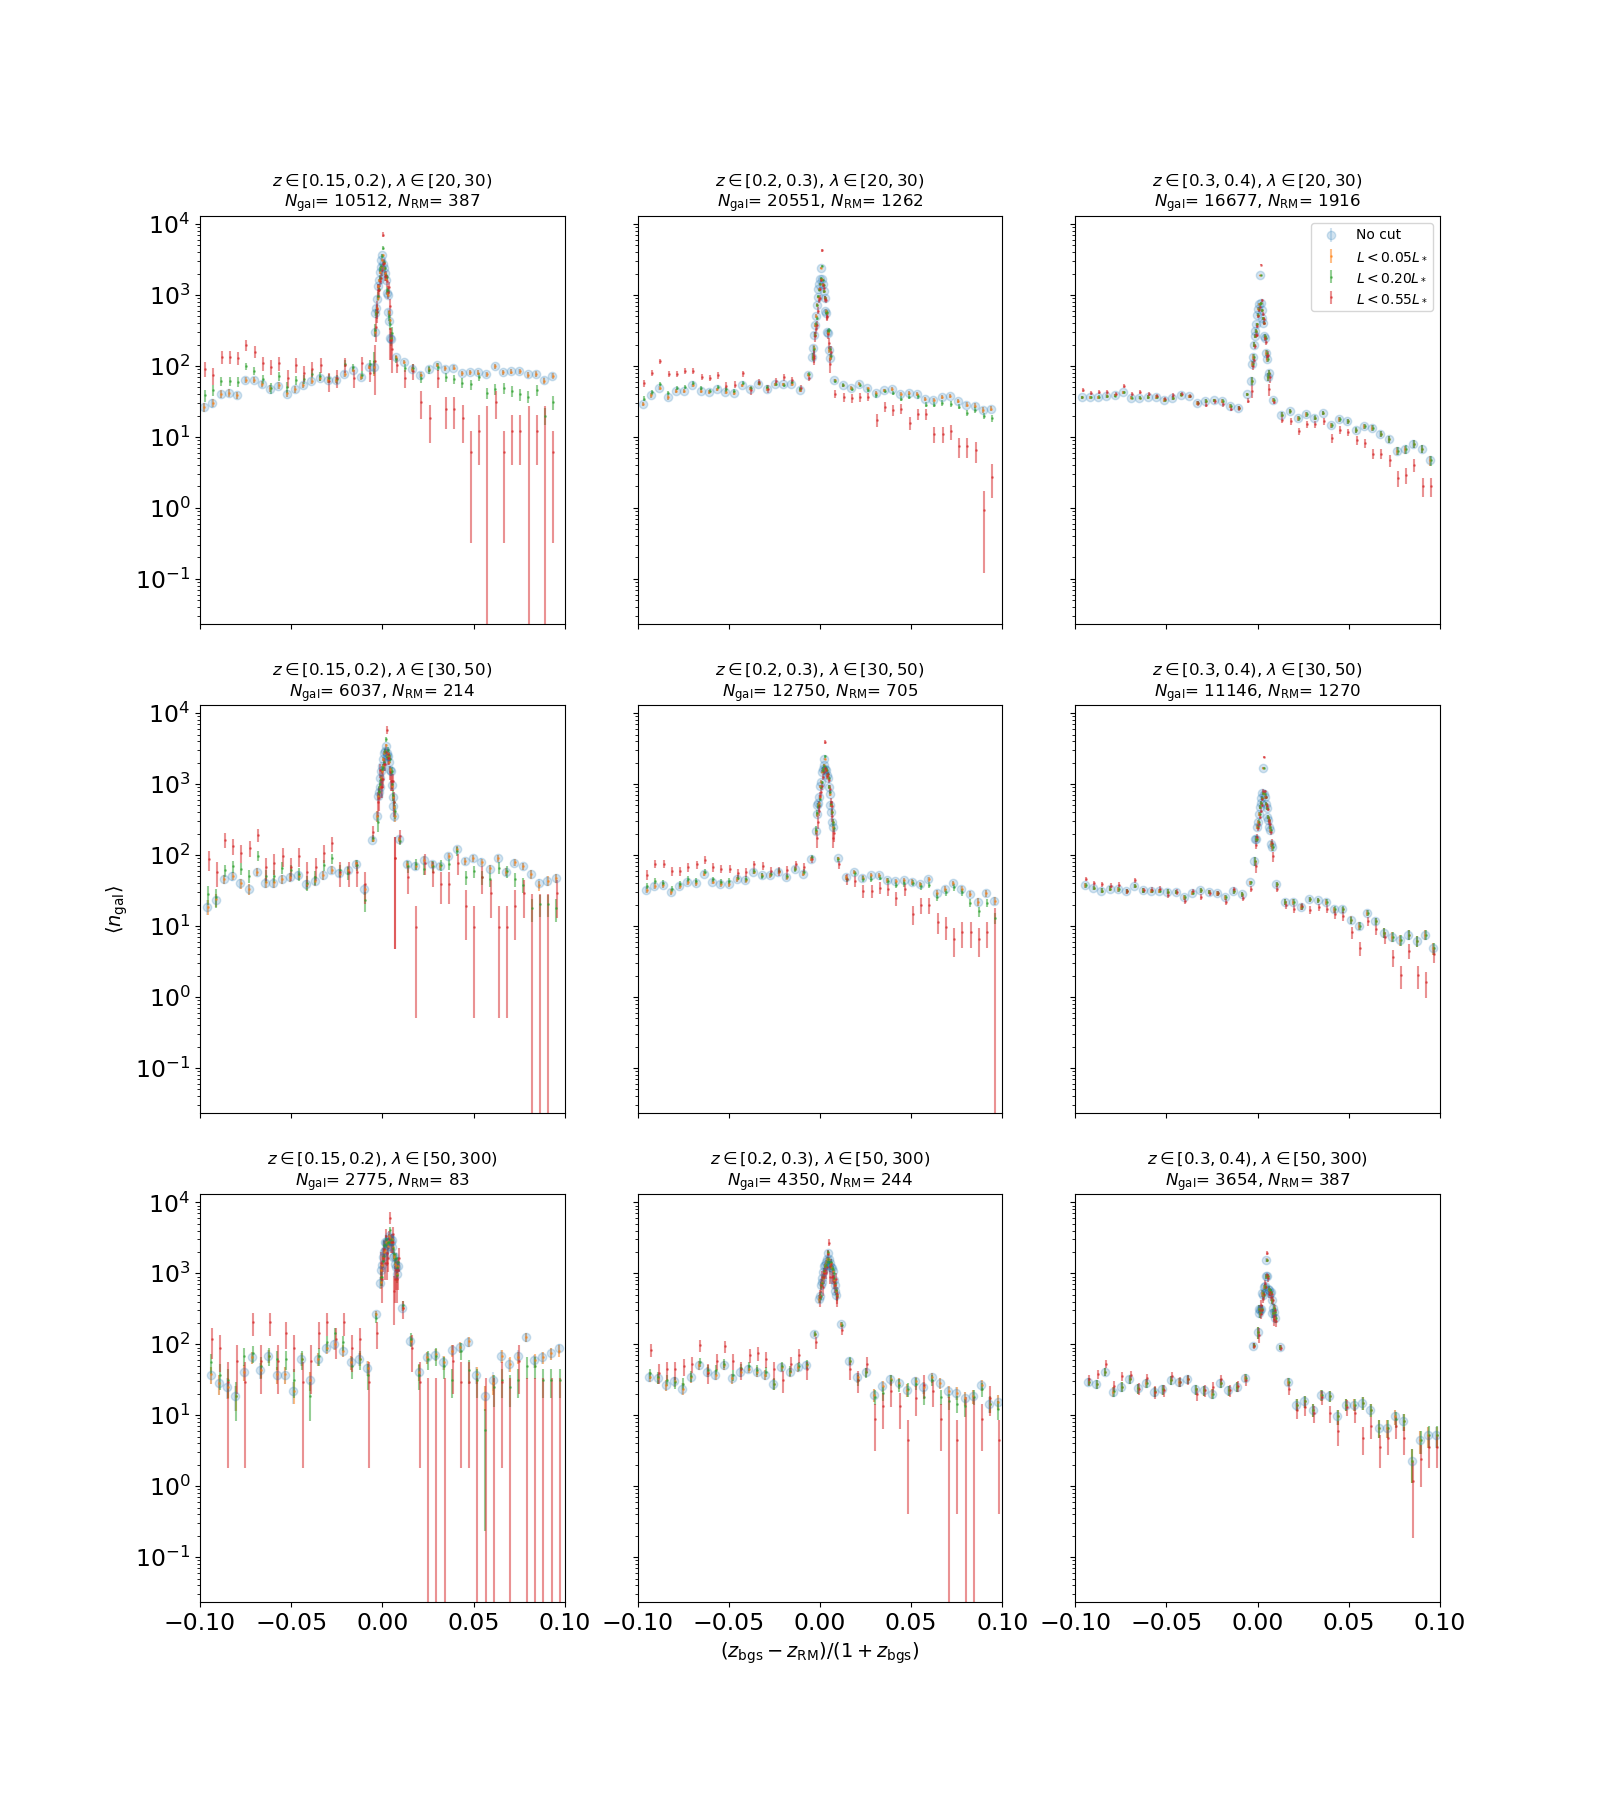 z ∈ [0.15, 0.2), λ ∈ [20, 30)
N_gal= 10512, N_RM= 387
z ∈ [0.2, 0.3), λ ∈ [20, 30)
N_gal= 20551, N_RM= 1262
z ∈ [0.3, 0.4), λ ∈ [20, 30)
N_gal= 16677, N_RM= 1916
10^4
10^3
10^2
10^1
10^0
10^−1
No cut
L < 0.05L_*
L < 0.20L_*
L < 0.55L_*
z ∈ [0.15, 0.2), λ ∈ [30, 50)
N_gal= 6037, N_RM= 214
z ∈ [0.2, 0.3), λ ∈ [30, 50)
N_gal= 12750, N_RM= 705
z ∈ [0.3, 0.4), λ ∈ [30, 50)
N_gal= 11146, N_RM= 1270
10^4
10^3
10^2
10^1
10^0
10^−1
⟨n_gal⟩
z ∈ [0.15, 0.2), λ ∈ [50, 300)
N_gal= 2775, N_RM= 83
z ∈ [0.2, 0.3), λ ∈ [50, 300)
N_gal= 4350, N_RM= 244
z ∈ [0.3, 0.4), λ ∈ [50, 300)
N_gal= 3654, N_RM= 387
10^4
10^3
10^2
10^1
10^0
10^−1
−0.10 −0.05 0.00 0.05 0.10
−0.10 −0.05 0.00 0.05 0.10
−0.10 −0.05 0.00 0.05 0.10
(z_bgs − z_RM)/(1 + z_bgs)